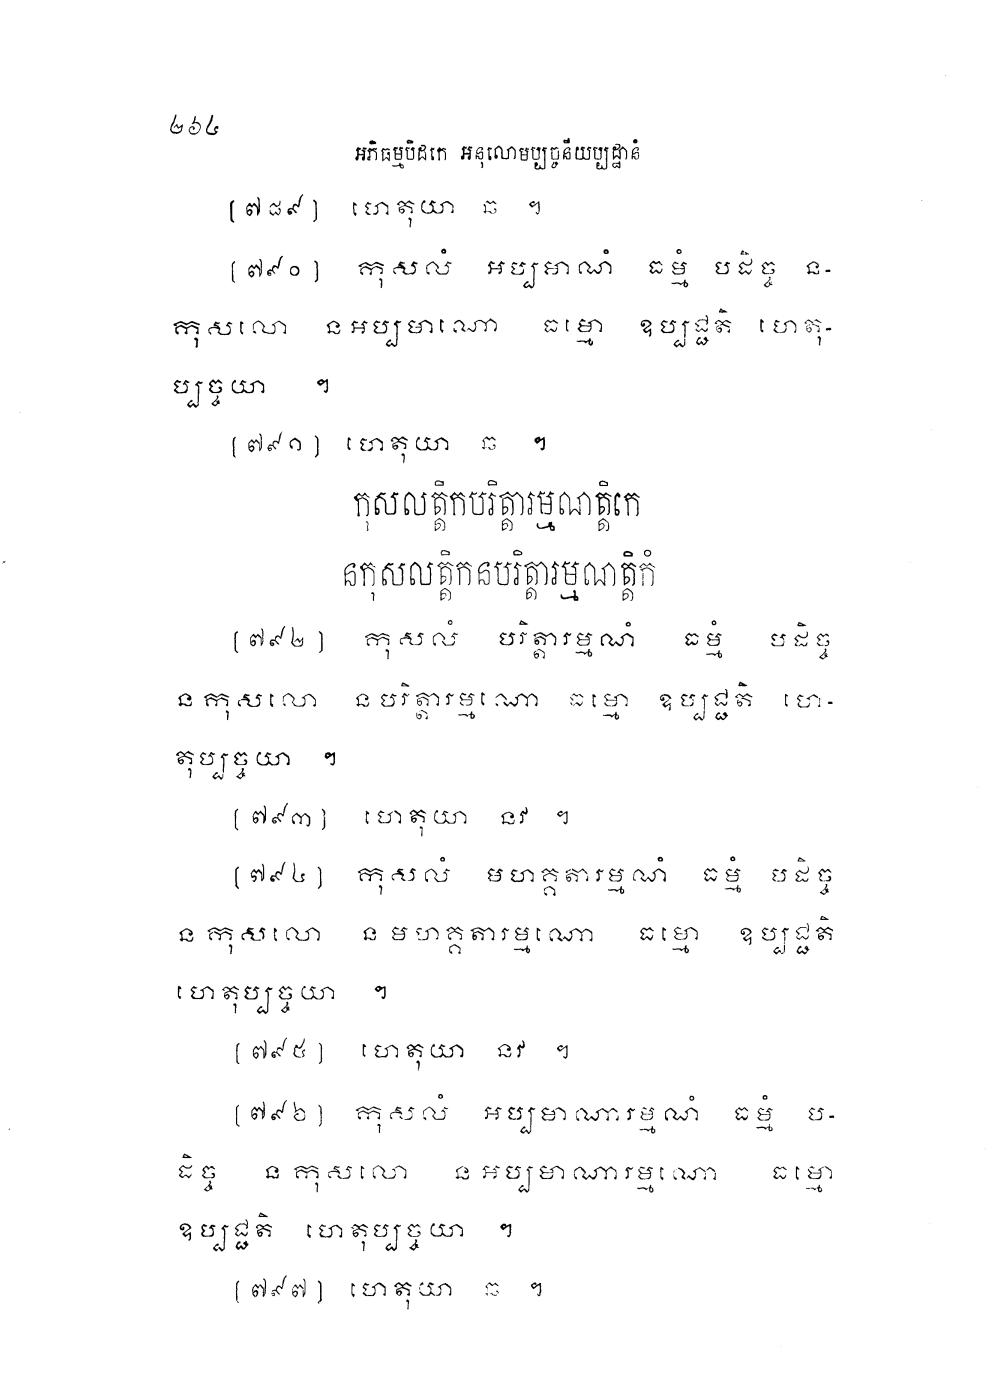 ២៦៤
អភិធម្មបិដកេ អនុលោមប្បច្ចនីយប្បដ្ឋានំ
[៧៨៩] ហេតុយា ឆ ។
[៧៩០] កុសលំ អប្បមាណំ ធម្មំ បដិច្ច ន-
កុសលោ នអប្បមាណោ ធម្មោ ឧប្បជ្ជតិ ហេតុ-
ប្បច្ចយា ។
[៧៩១] ហេតុយា ឆ ។
កុសលត្តិកបរិត្តារម្មណត្តិកេ
នកុសលត្តិកនបរិត្តារម្មណត្តិកំ
[៧៩២] កុសលំ បរិត្តារម្មណំ ធម្មំ បដិច្ច
នកុសលោ នបរិត្តារម្មណោ ធម្មោ ឧប្បជ្ជតិ ហេ-
តុប្បច្ចយា ។
[៧៩៣] ហេតុយា នវ ។
[៧៩៤] កុសលំ មហគ្គតារម្មណំ ធម្មំ បដិច្ច
នកុសលោ នមហគ្គតារម្មណោ ធម្មោ ឧប្បជ្ជតិ
ហេតុប្បច្ចយា ។
[៧៩៥] ហេតុយា នវ ។
[៧៩៦] កុសលំ អប្បមាណារម្មណំ ធម្មំ ប-
ដិច្ច នកុសលោ នអប្បមាណារម្មណោ ធម្មោ
ឧប្បជ្ជតិ ហេតុប្បច្ចយា ។
[៧៩៧] ហេតុយា ឆ ។